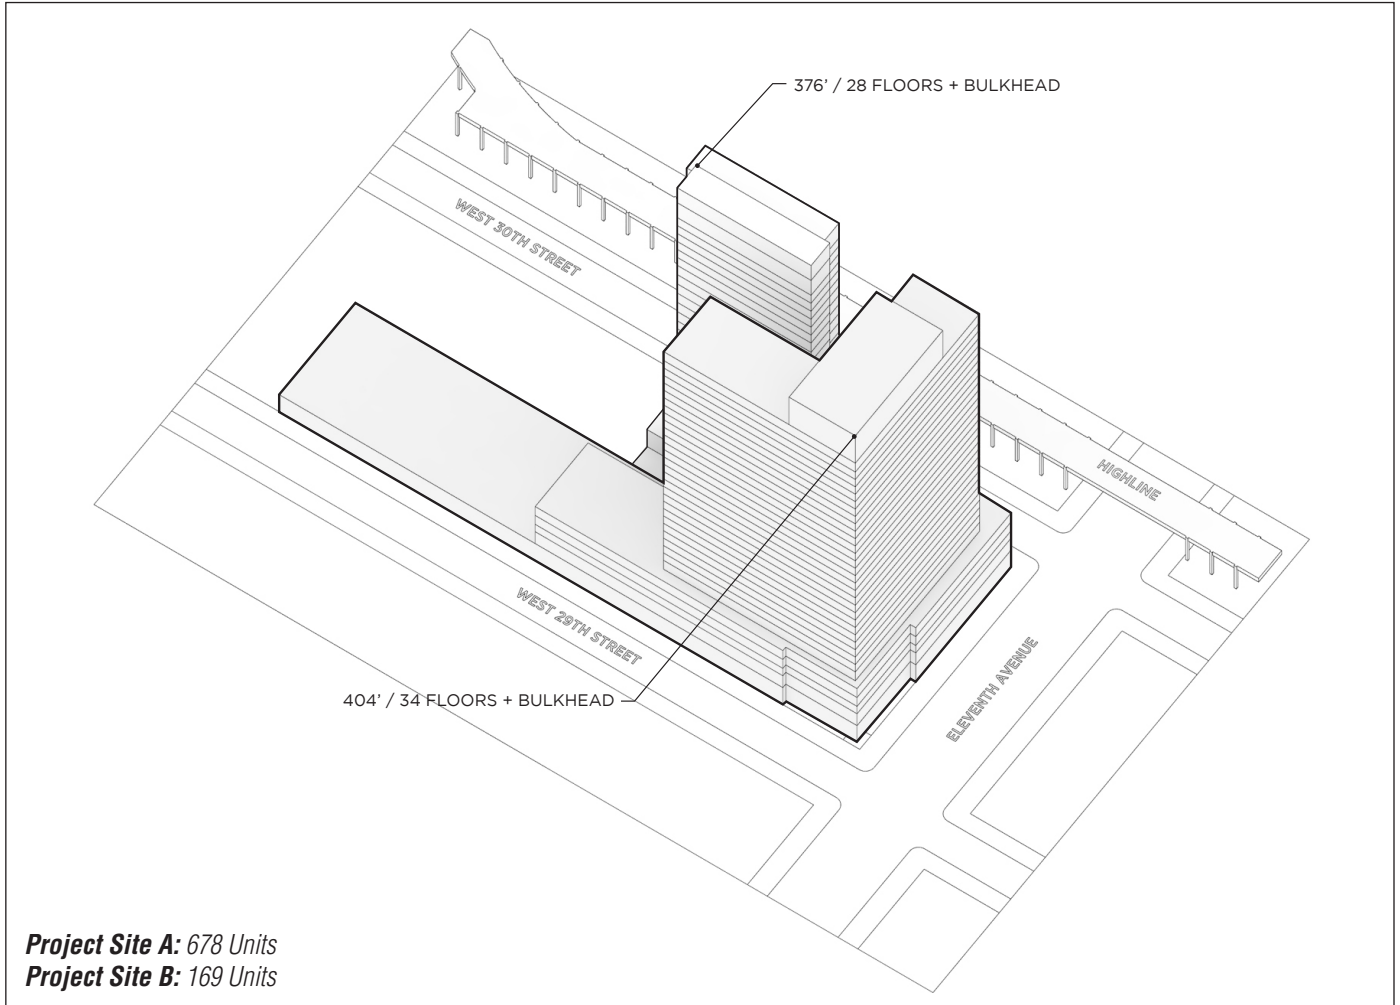 376’ / 28 FLOORS + BULKHEAD
WEST 30TH STREET
HIGHLINE
WEST 29TH STREET
ELEVENTH AVENUE
404’ / 34 FLOORS + BULKHEAD
Project Site A: 678 Units
Project Site B: 169 Units